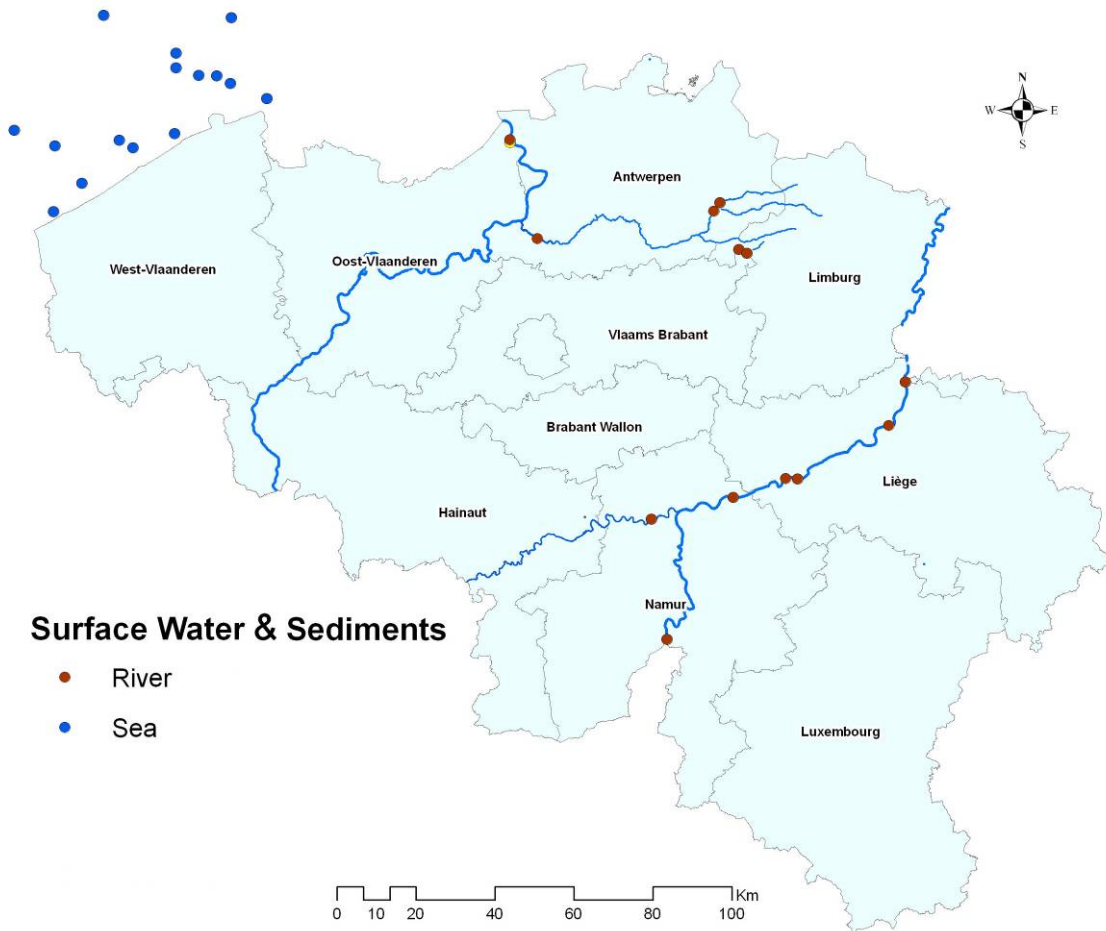 N
W E
S
Antwerpen
West-Vlaanderen
Oost-Vlaanderen
Limburg
Vlaams Brabant
Brabant Wallon
Liège
Hainaut
Namur
Surface Water & Sediments
River
Sea
Luxembourg
Km
0 10 20 40 60 80 100